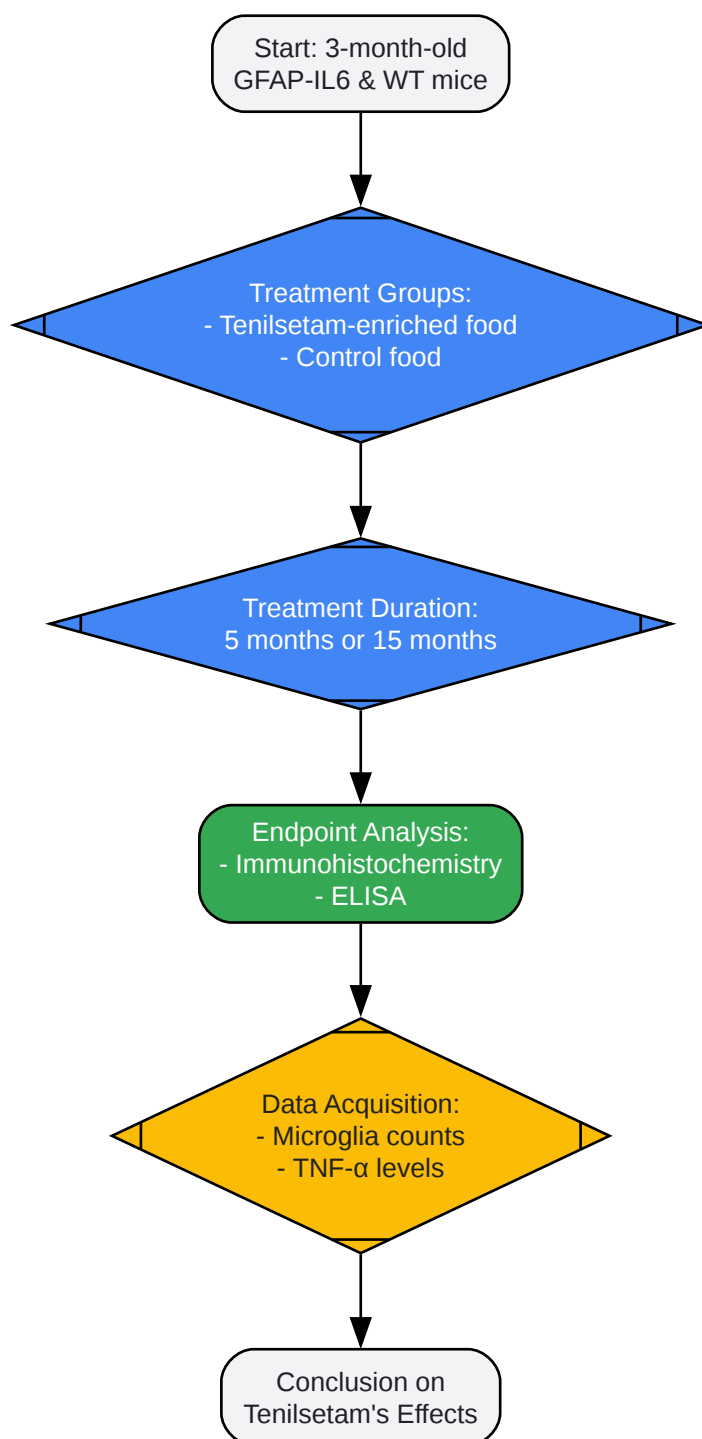 Start: 3-month-old
GFAP-IL6 & WT mice
Treatment Groups:
- Tenilsetam-enriched food
- Control food
Treatment Duration:
5 months or 15 months
Endpoint Analysis:
- Immunohistochemistry
- ELISA
Data Acquisition:
- Microglia counts
- TNF-α levels
Conclusion on
Tenilsetam's Effects